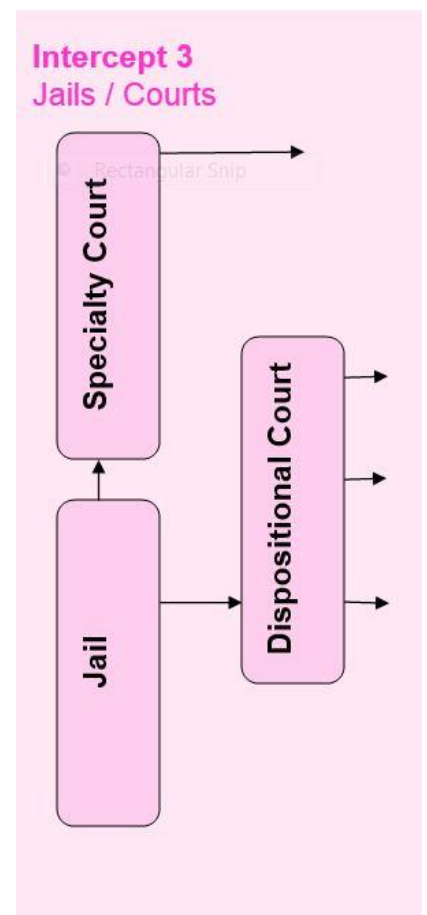 Intercept 3
Jails / Courts
© Rectangular Snip
Specialty Court
Dispositional Court
Jail